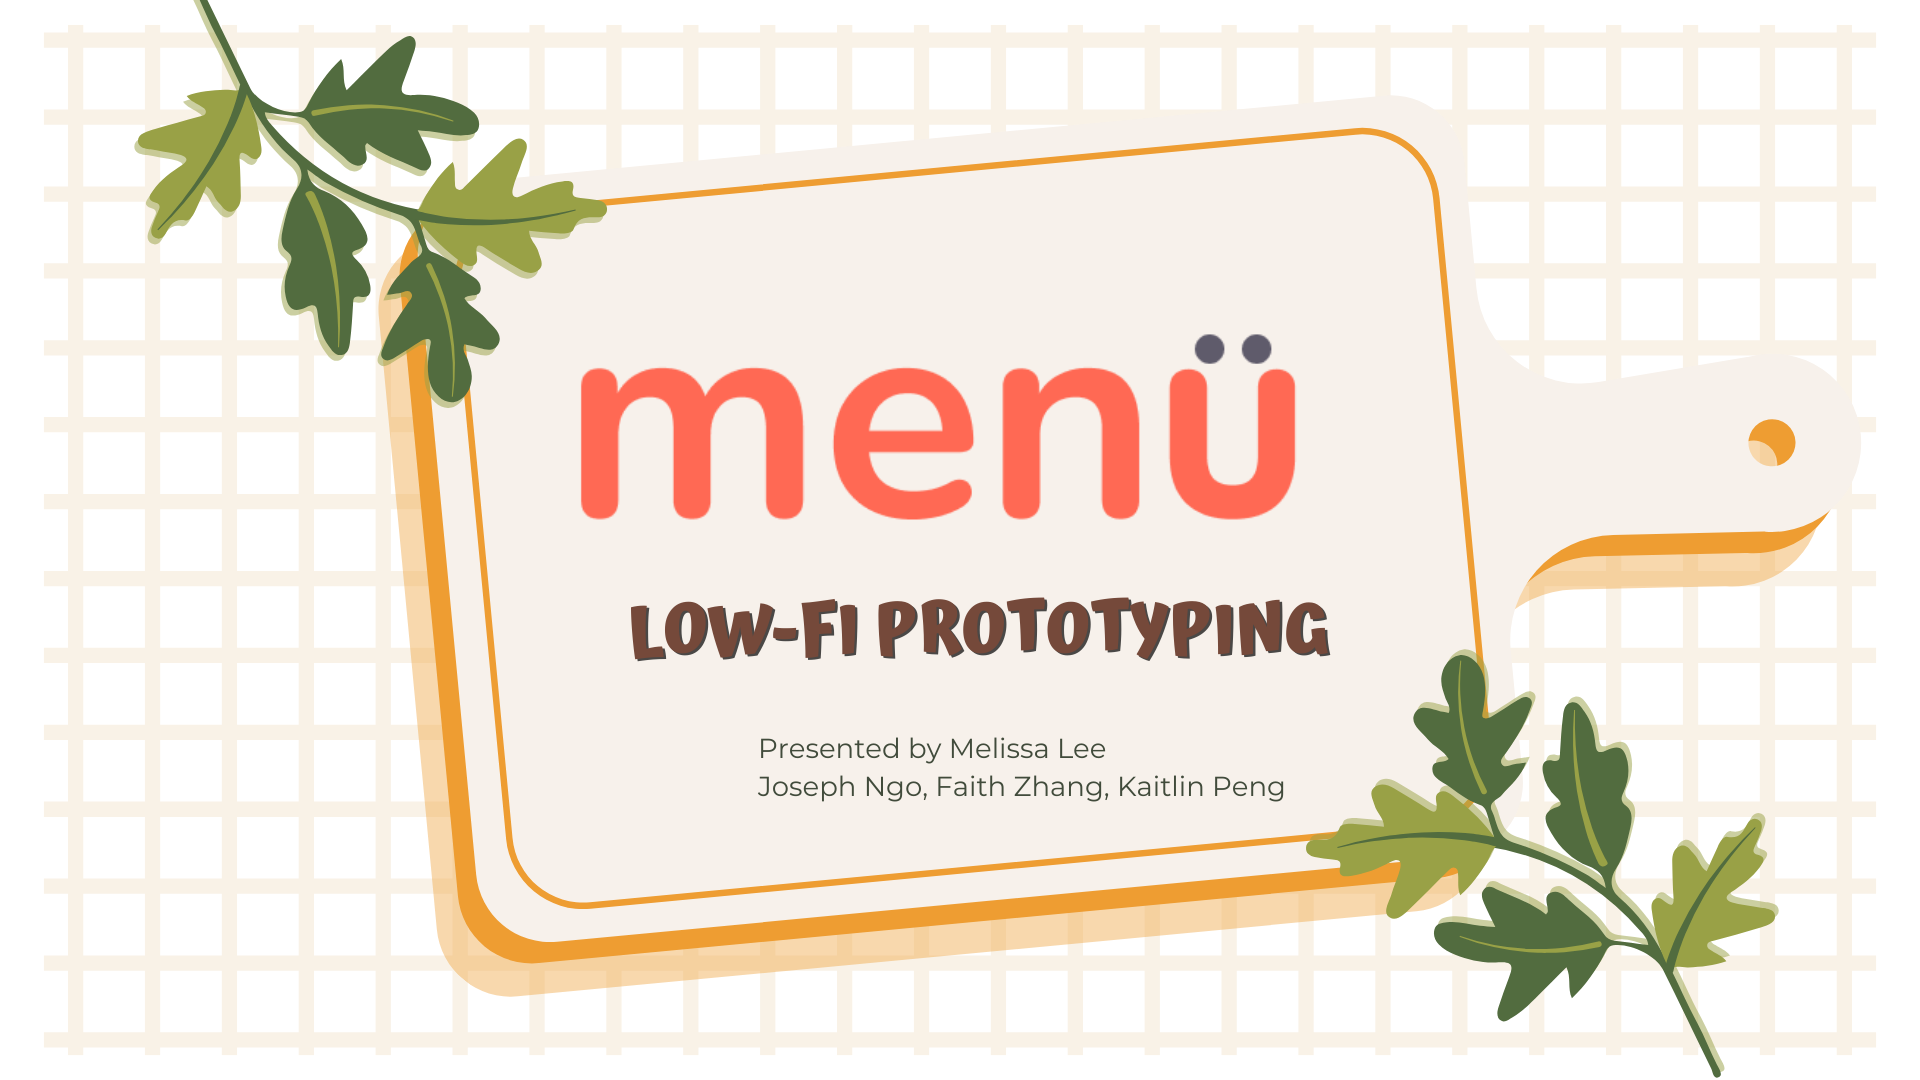 menü
LOW-FI PROTOTYPING
Presented by Melissa Lee
Joseph Ngo, Faith Zhang, Kaitlin Peng